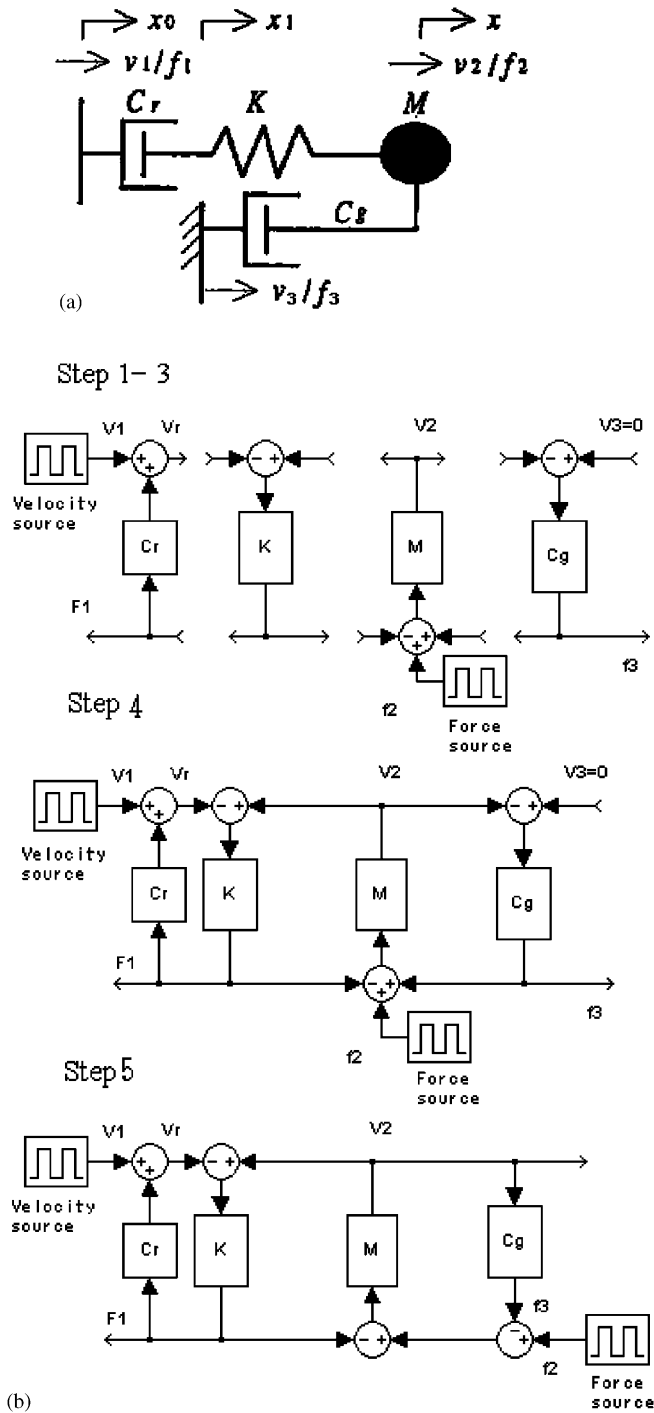 x0 x1 x
v1/f1 v2/f2
Cr K M
Cg
v3/f3
(a)
Step 1-3
V1 Vr V2 V3=0
+ + - + - +
Velocity
source
Cr K M Cg
F1
- + +
f3
f2
Force
source
Step 4
V1 Vr V2 V3=0
+ + - + - +
Velocity
source
Cr K M Cg
F1
- + +
f3
f2
Force
source
Step 5
V1 Vr V2
+ + - +
Velocity
source
Cr K M Cg
F1 f3
- + - +
f2
Force
source
(b)